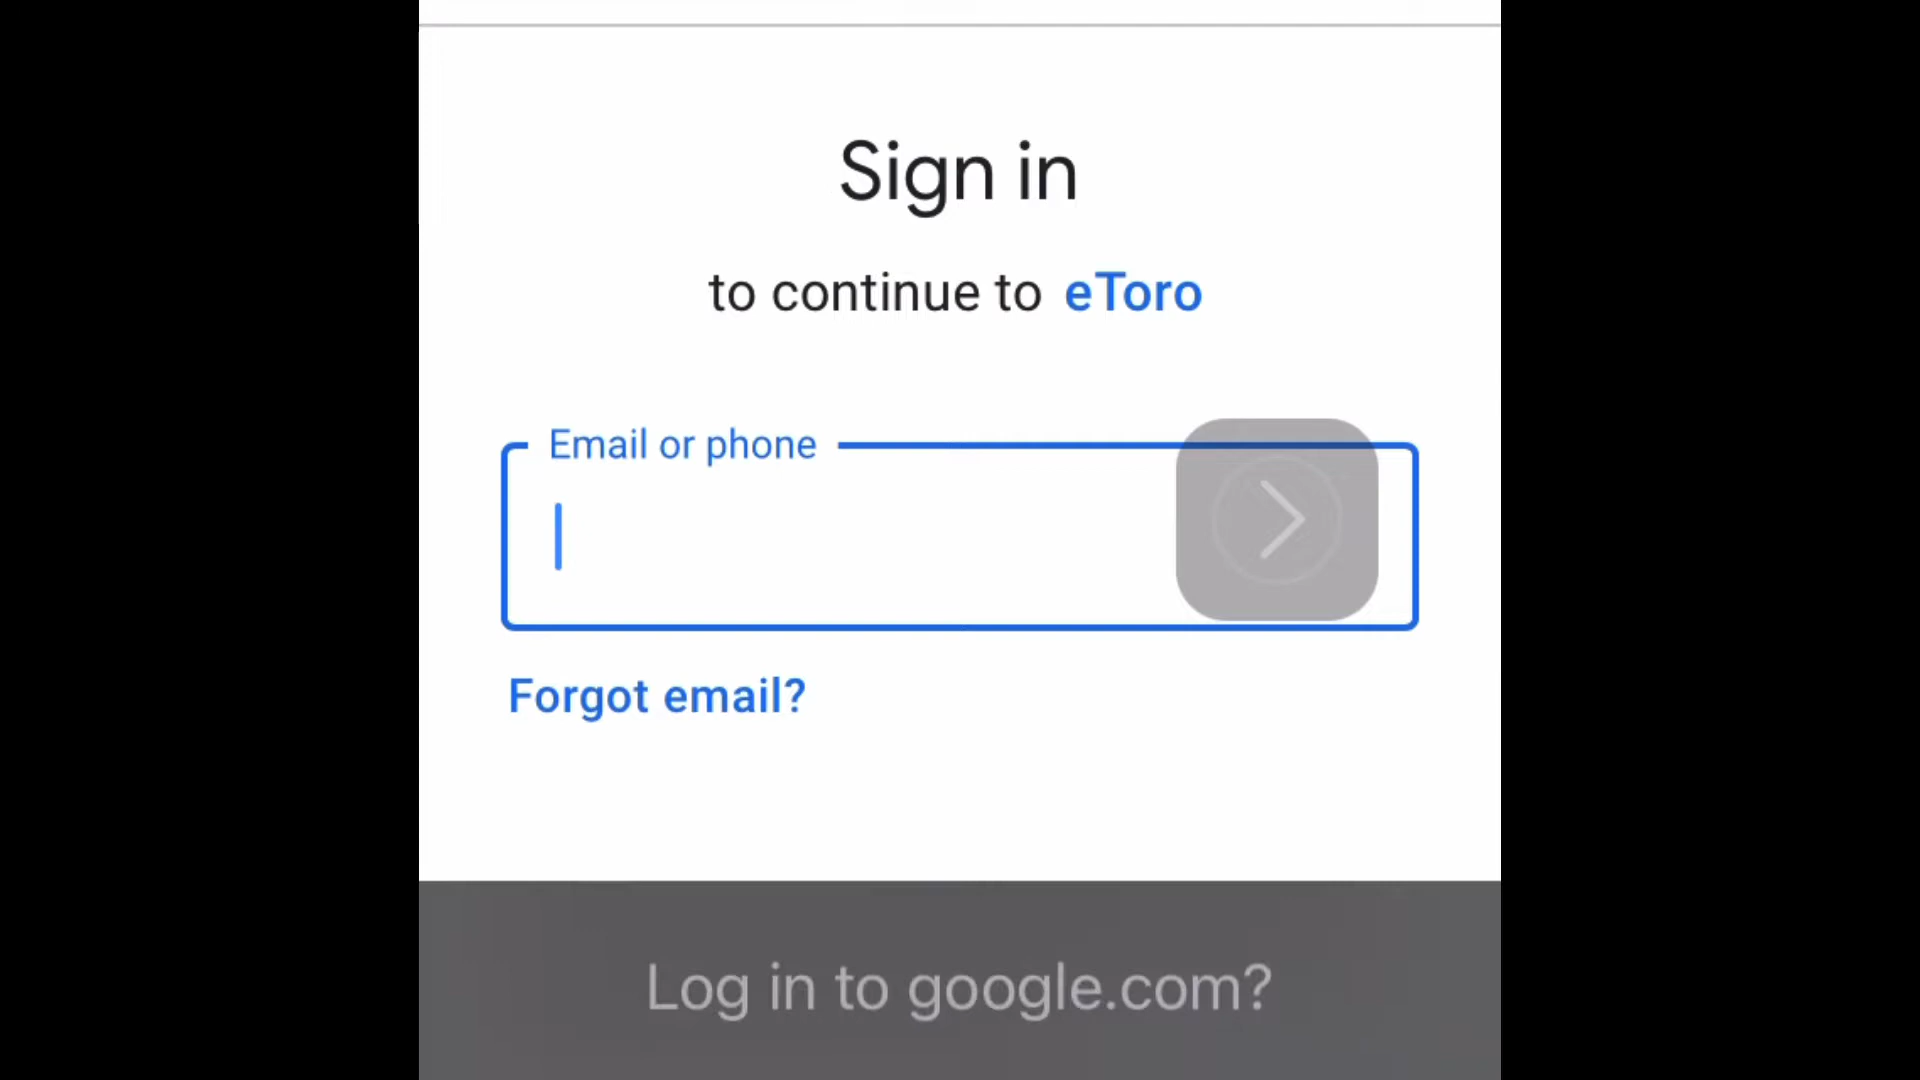 Sign in
to continue to eToro
Email or phone
Forgot email?
Log in to google.com?